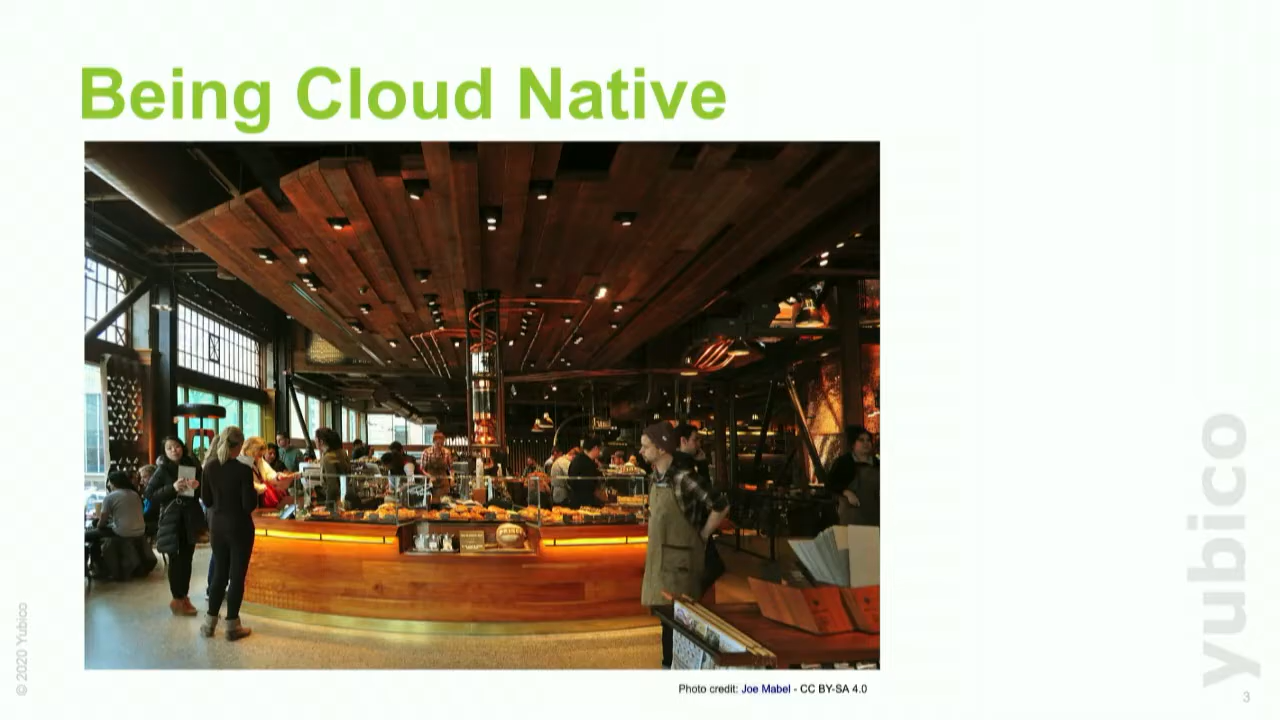 Being Cloud Native
Photo credit: Joe Mabel - CC BY-SA 4.0
© 2020 Yubico
yubico
3